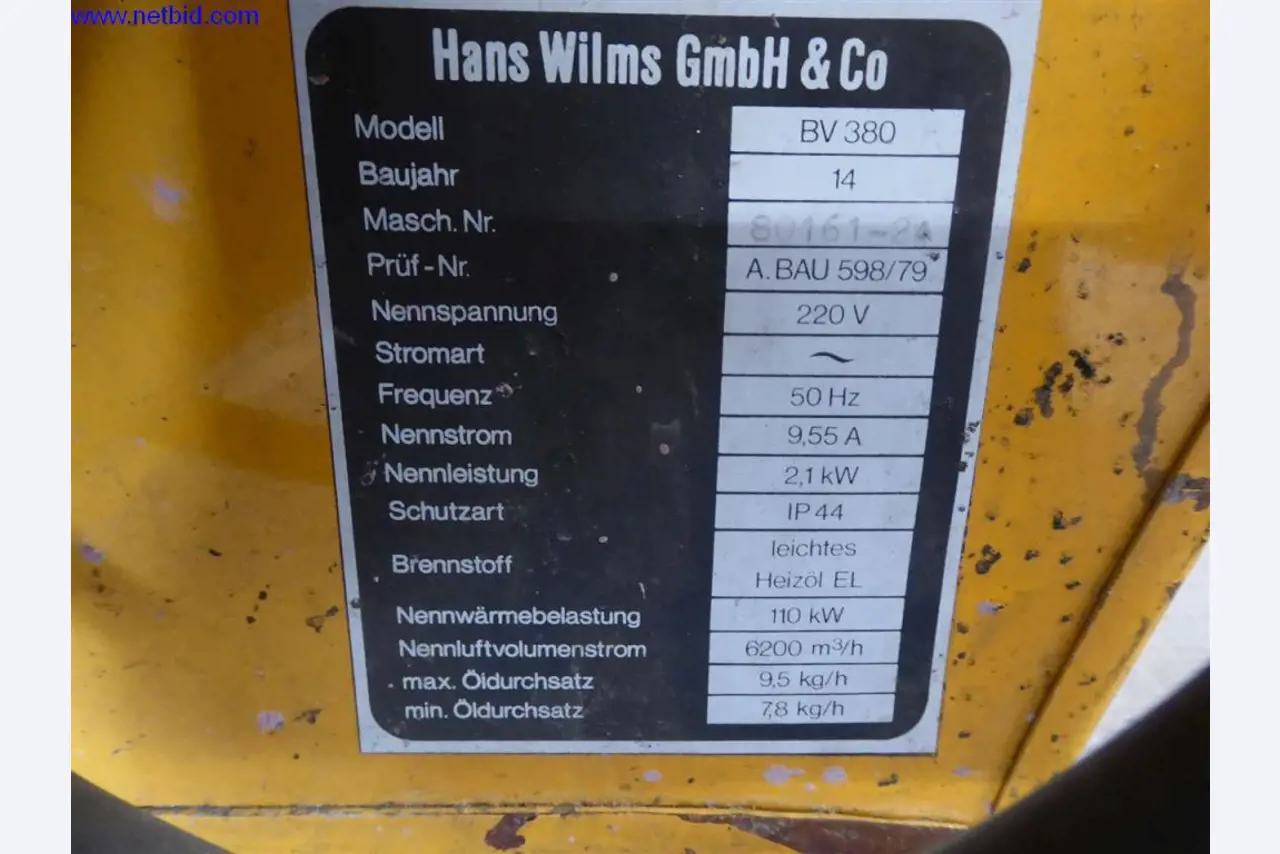 www.netbid.com
Hans Wilms GmbH & Co
Modell BV 380
Baujahr 14
Masch. Nr.
Prüf-Nr. A. BAU 598/79
Nennspannung 220 V
Stromart ~
Frequenz 50 Hz
Nennstrom 9,55 A
Nennleistung 2,1 kW
Schutzart IP 44
Brennstoff leichtes
Heizöl EL
Nennwärmebelastung 110 kW
Nennluftvolumenstrom 6200 m³/h
max. Öldurchsatz 9,5 kg/h
min. Öldurchsatz 7,8 kg/h